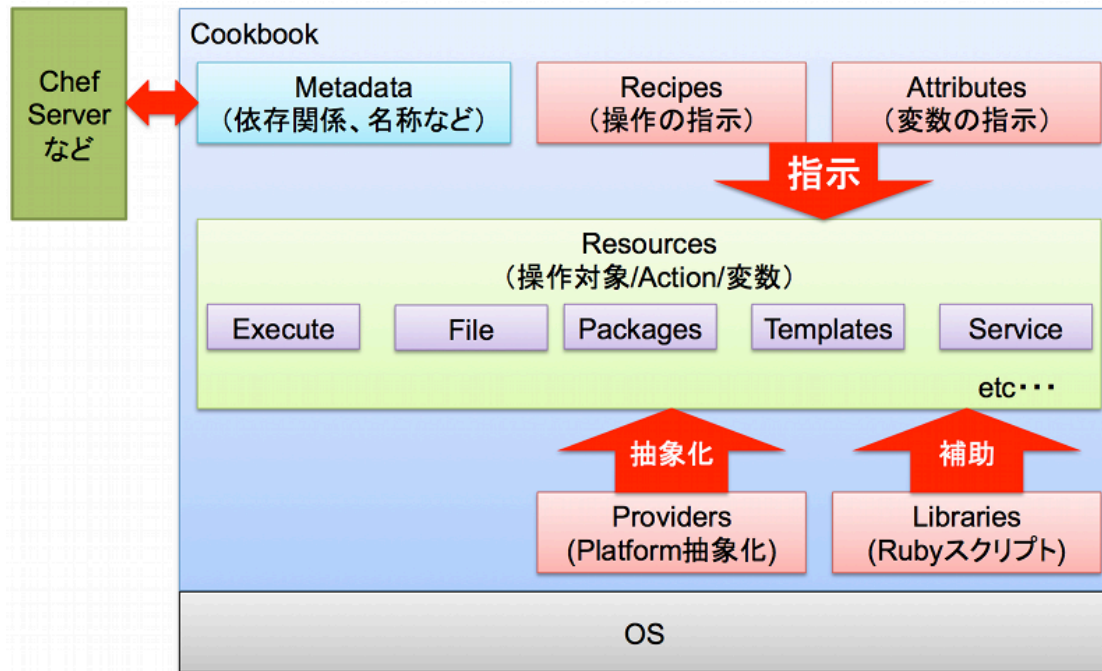 Chef
Server
など
Cookbook
Metadata
（依存関係、名称など）
Recipes
（操作の指示）
Attributes
（変数の指示）
指示
Resources
（操作対象/Action/変数）
Execute
File
Packages
Templates
Service
etc・・・
抽象化
補助
Providers
(Platform抽象化)
Libraries
(Rubyスクリプト)
OS